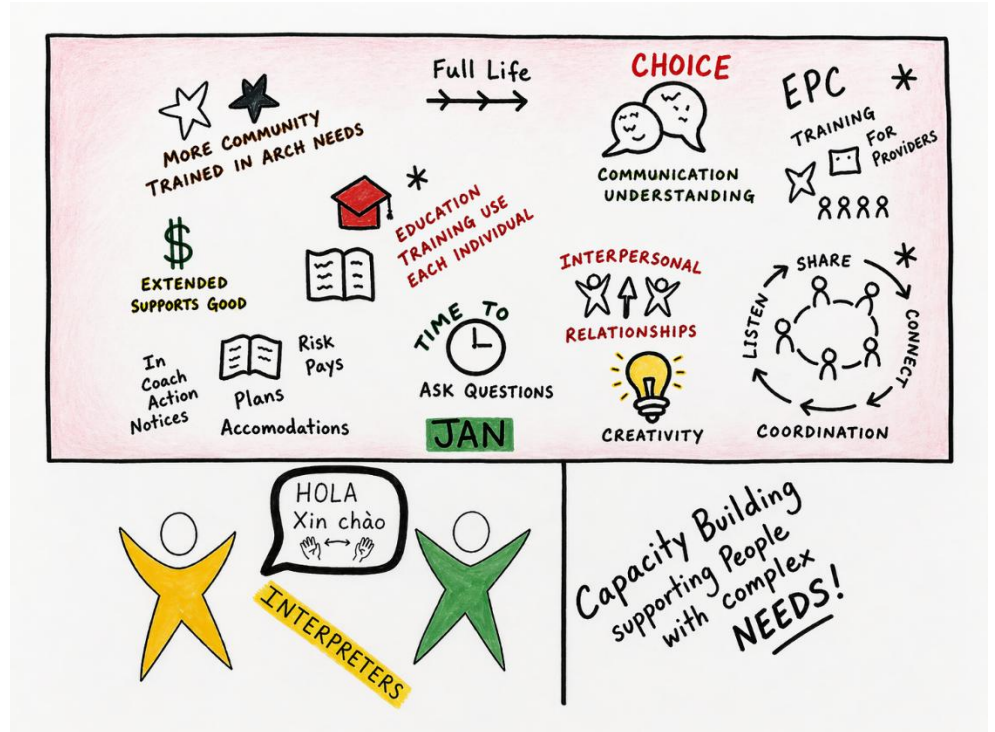 MORE COMMUNITY
TRAINED IN ARCH NEEDS
Full Life
CHOICE
COMMUNICATION
UNDERSTANDING
EPC
TRAINING
FOR
PROVIDERS
EDUCATION
TRAINING USE
EACH INDIVIDUAL
$
EXTENDED
SUPPORTS GOOD
In
Coach
Action
Notices
Risk
Pays
Plans
Accomodations
TIME TO
ASK QUESTIONS
JAN
INTERPERSONAL
RELATIONSHIPS
CREATIVITY
LISTEN
SHARE
CONNECT
COORDINATION
HOLA
Xin chào
INTERPRETERS
Capacity Building
supporting People
with complex
NEEDS!